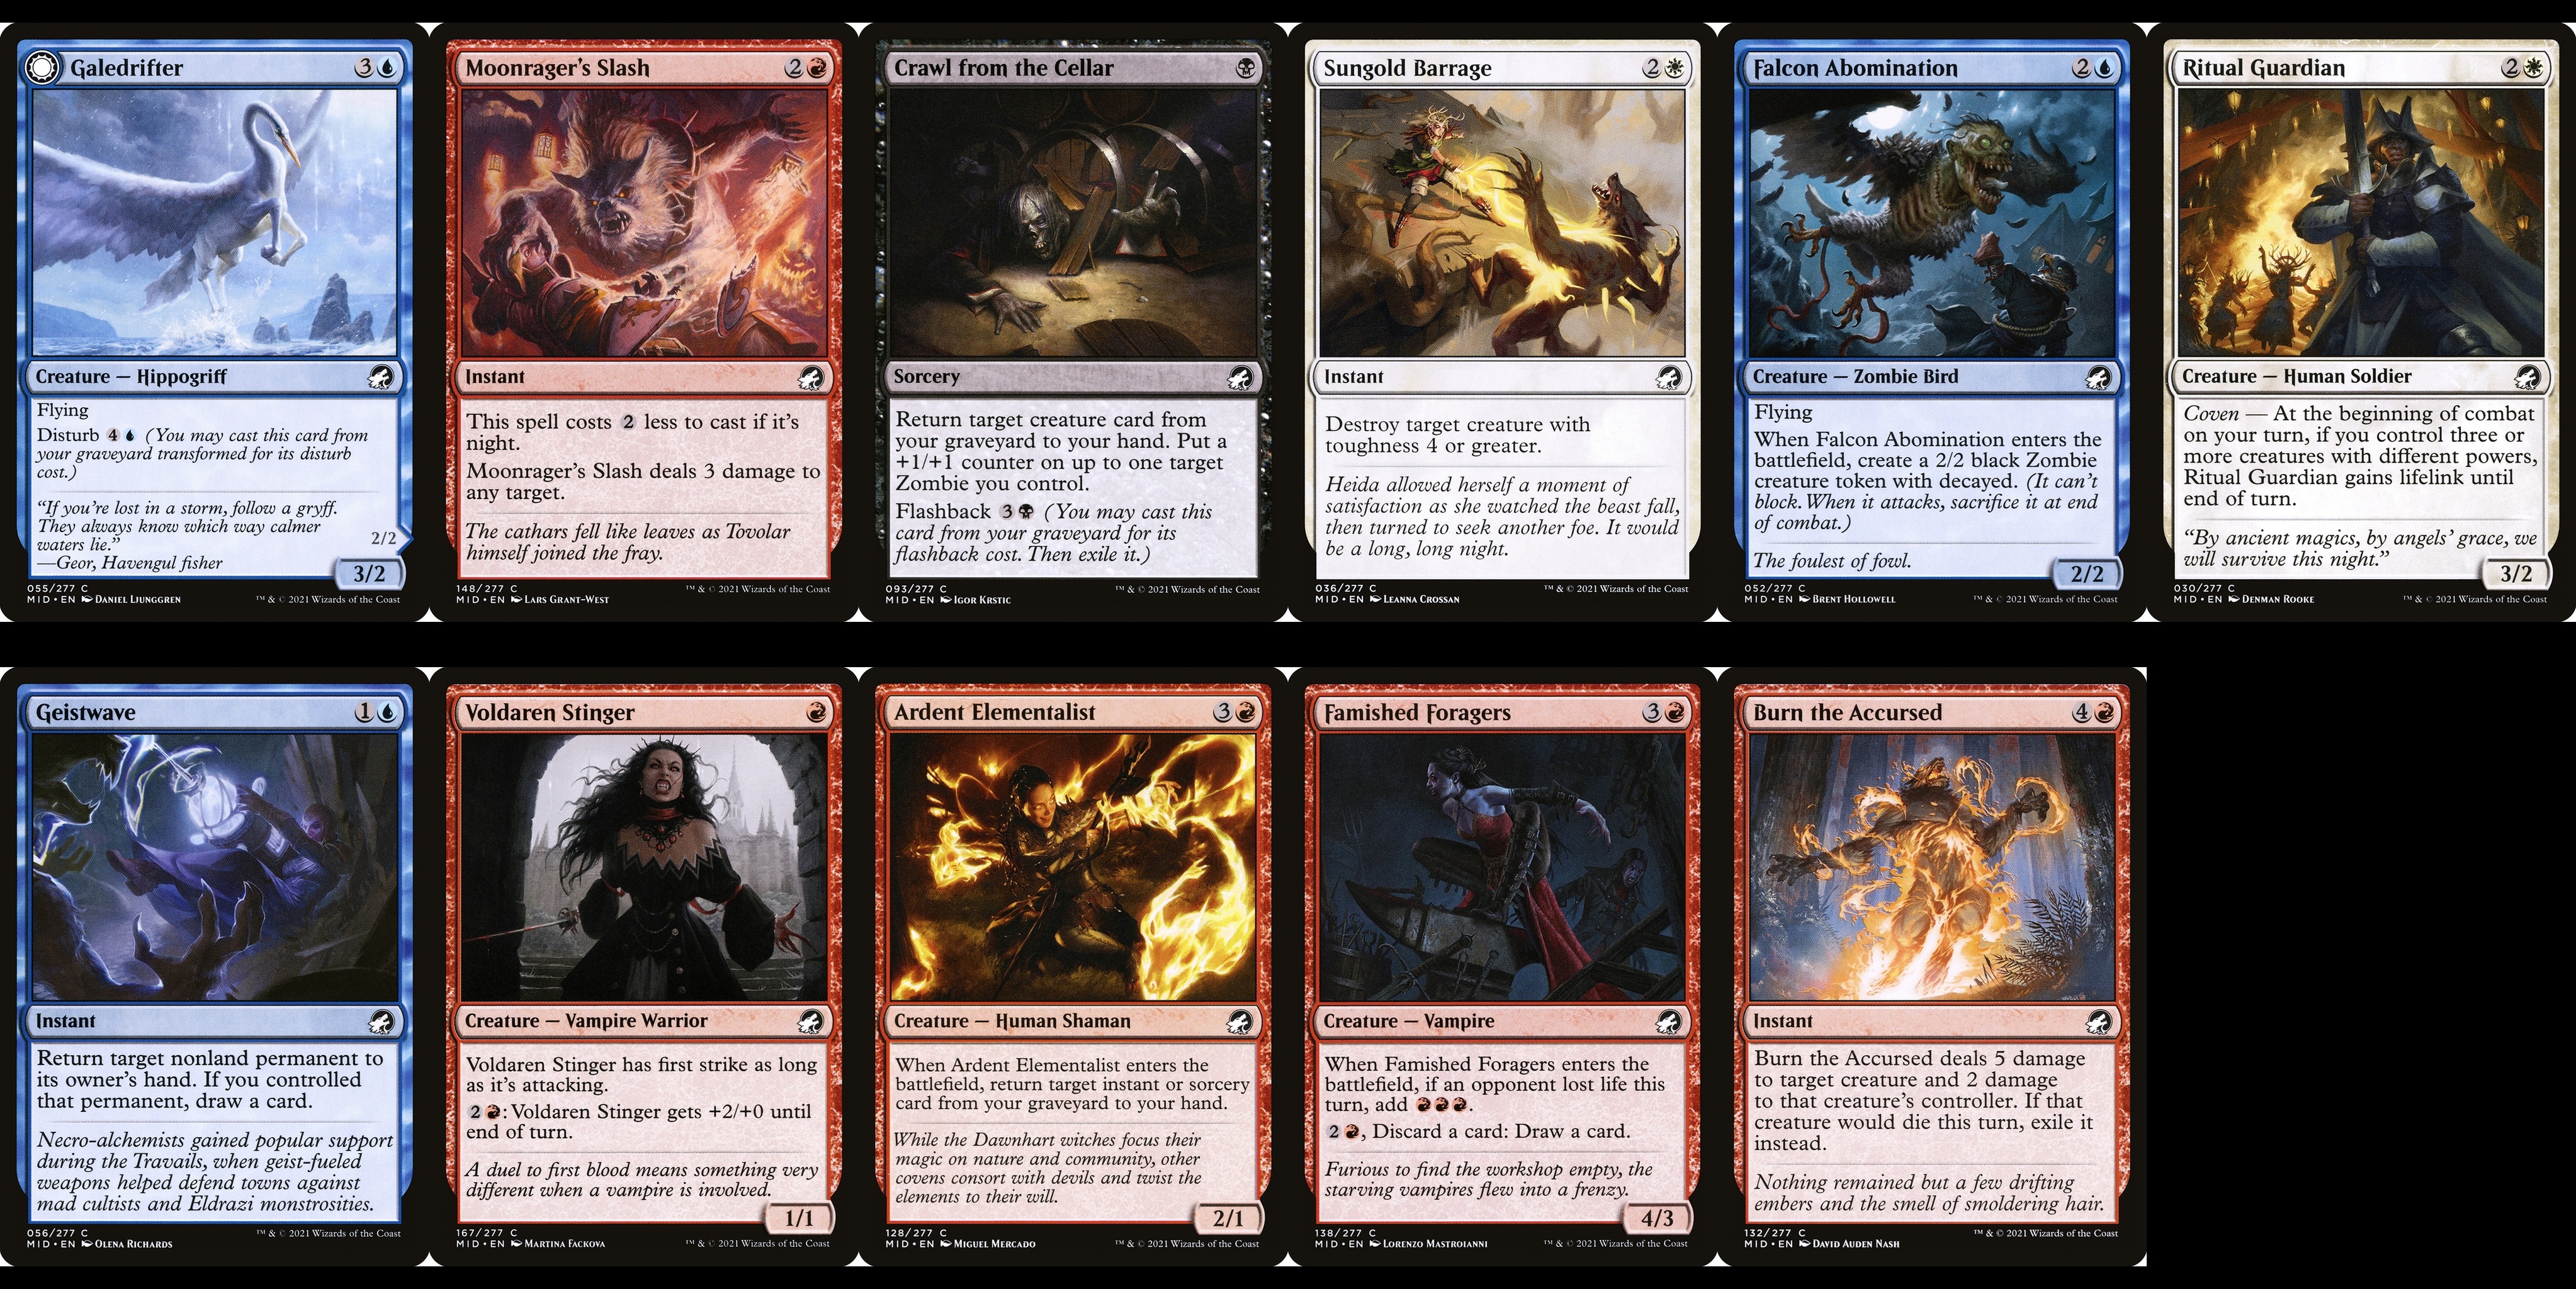 Galedrifter 3
Creature — Hippogriff
Flying
Disturb 4 (You may cast this card from
your graveyard transformed for its disturb
cost.)
“If you’re lost in a storm, follow a gryff.
They always know which way calmer
waters lie.”
—Geor, Havengul fisher
2/2
3/2
055/277 C
MID • EN Daniel Ljunggren
™ & © 2021 Wizards of the Coast
Moonrager’s Slash 2
Instant
This spell costs 2 less to cast if it’s
night.
Moonrager’s Slash deals 3 damage to
any target.
The cathars fell like leaves as Tovolar
himself joined the fray.
148/277 C
MID • EN Lars Grant-West
™ & © 2021 Wizards of the Coast
Crawl from the Cellar
Sorcery
Return target creature card from
your graveyard to your hand. Put a
+1/+1 counter on up to one target
Zombie you control.
Flashback 3 (You may cast this
card from your graveyard for its
flashback cost. Then exile it.)
093/277 C
MID • EN Igor Krstic
™ & © 2021 Wizards of the Coast
Sungold Barrage 2
Instant
Destroy target creature with
toughness 4 or greater.
Heida allowed herself a moment of
satisfaction as she watched the beast fall,
then turned to seek another foe. It would
be a long, long night.
036/277 C
MID • EN Leanna Crossan
™ & © 2021 Wizards of the Coast
Falcon Abomination 2
Creature — Zombie Bird
Flying
When Falcon Abomination enters the
battlefield, create a 2/2 black Zombie
creature token with decayed. (It can’t
block. When it attacks, sacrifice it at end
of combat.)
The foulest of fowl.
2/2
052/277 C
MID • EN Brent Hollowell
™ & © 2021 Wizards of the Coast
Ritual Guardian 2
Creature — Human Soldier
Coven — At the beginning of combat
on your turn, if you control three or
more creatures with different powers,
Ritual Guardian gains lifelink until
end of turn.
“By ancient magics, by angels’ grace, we
will survive this night.”
3/2
030/277 C
MID • EN Denman Rooke
™ & © 2021 Wizards of the Coast
Geistwave 1
Instant
Return target nonland permanent to
its owner’s hand. If you controlled
that permanent, draw a card.
Necro-alchemists gained popular support
during the Travails, when geist-fueled
weapons helped defend towns against
mad cultists and Eldrazi monstrosities.
056/277 C
MID • EN Olena Richards
™ & © 2021 Wizards of the Coast
Voldaren Stinger
Creature — Vampire Warrior
Voldaren Stinger has first strike as long
as it’s attacking.
2: Voldaren Stinger gets +2/+0 until
end of turn.
A duel to first blood means something very
different when a vampire is involved.
1/1
167/277 C
MID • EN Martina Fackova
™ & © 2021 Wizards of the Coast
Ardent Elementalist 3
Creature — Human Shaman
When Ardent Elementalist enters the
battlefield, return target instant or sorcery
card from your graveyard to your hand.
While the Dawnhart witches focus their
magic on nature and community, other
covens consort with devils and twist the
elements to their will.
2/1
128/277 C
MID • EN Miguel Mercado
™ & © 2021 Wizards of the Coast
Famished Foragers 3
Creature — Vampire
When Famished Foragers enters the
battlefield, if an opponent lost life this
turn, add .
2, Discard a card: Draw a card.
Furious to find the workshop empty, the
starving vampires flew into a frenzy.
4/3
138/277 C
MID • EN Lorenzo Mastroianni
™ & © 2021 Wizards of the Coast
Burn the Accursed 4
Instant
Burn the Accursed deals 5 damage
to target creature and 2 damage
to that creature’s controller. If that
creature would die this turn, exile it
instead.
Nothing remained but a few drifting
embers and the smell of smoldering hair.
132/277 C
MID • EN David Auden Nash
™ & © 2021 Wizards of the Coast